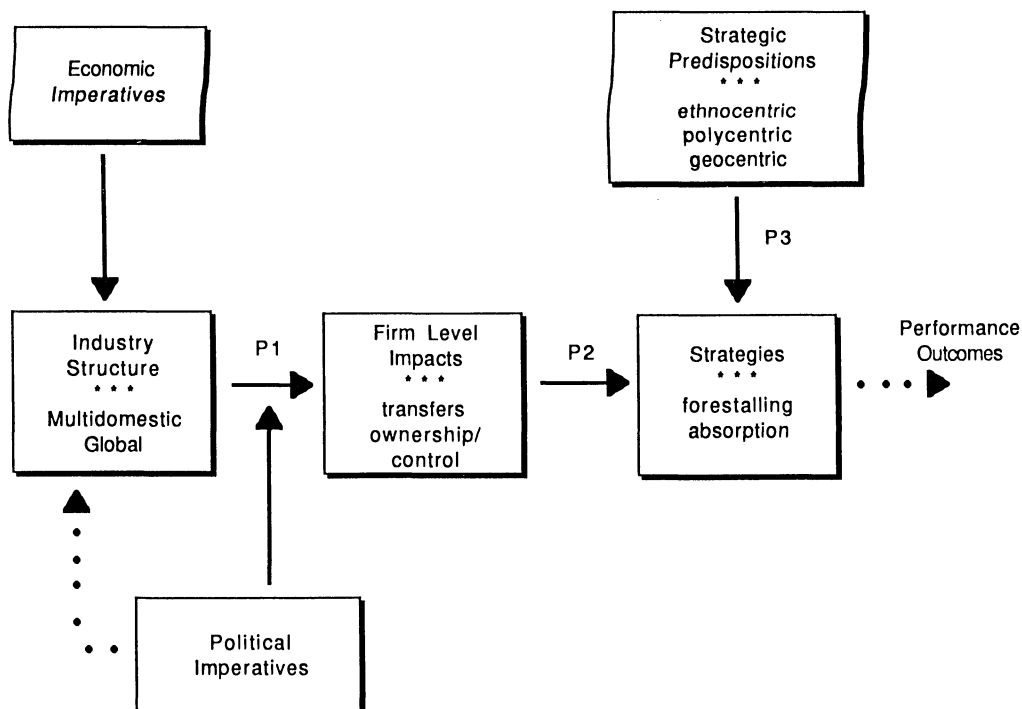 Economic
Imperatives
Strategic
Predispositions
* * *
ethnocentric
polycentric
geocentric
P3
Industry
Structure
* * *
Multidomestic
Global
P1
Firm Level
Impacts
* * *
transfers
ownership/
control
P2
Strategies
* * *
forestalling
absorption
Performance
Outcomes
Political
Imperatives